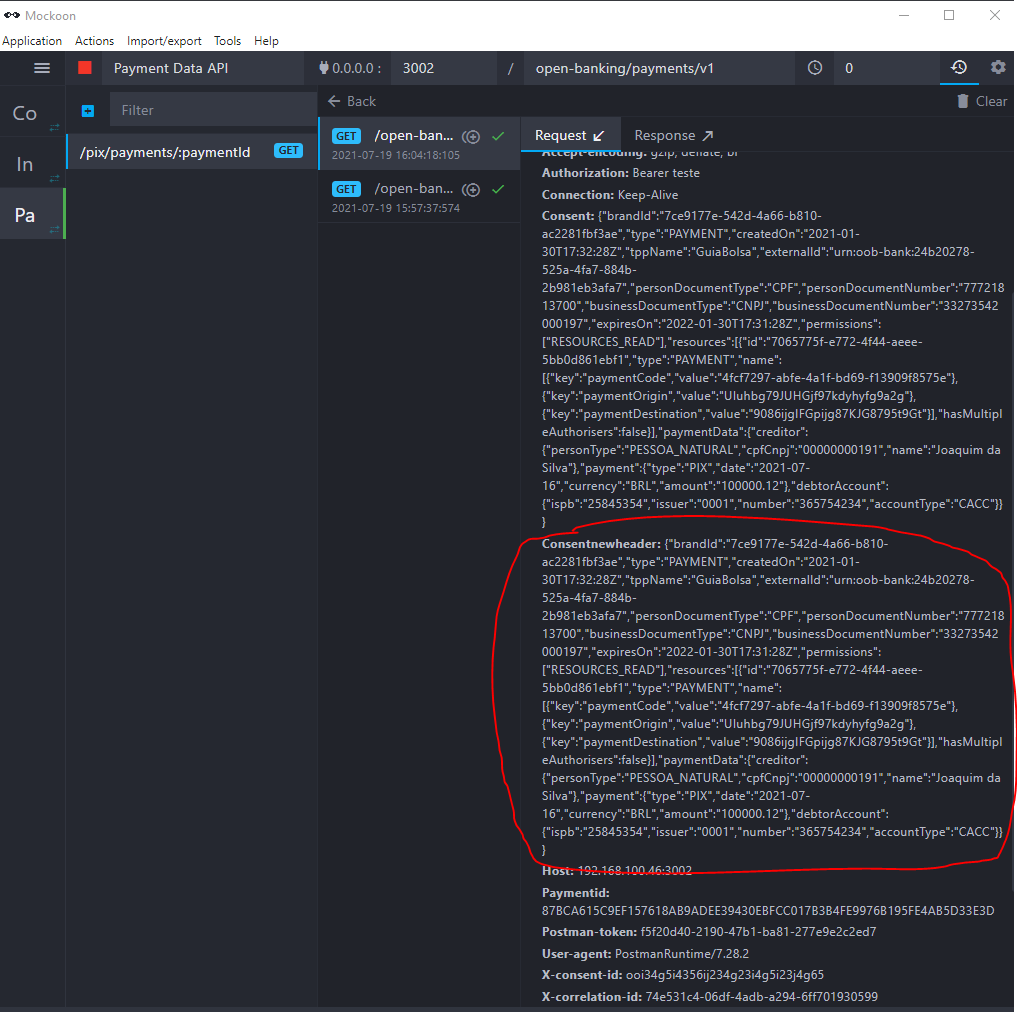 Mockoon
Application Actions Import/export Tools Help
Payment Data API 0.0.0.0 : 3002 / open-banking/payments/v1 0
Co
In
Pa
Filter
/pix/payments/:paymentId GET
Back Clear
GET /open-ban...
2021-07-19 16:04:18:105
GET /open-ban...
2021-07-19 15:57:37:574
Request Response
Accept-encoding: gzip, deflate, br
Authorization: Bearer teste
Connection: Keep-Alive
Consent: {"brandId":"7ce9177e-542d-4a66-b810-
ac2281fbf3ae","type":"PAYMENT","createdOn":"2021-01-
30T17:32:28Z","tppName":"GuiaBolsa","externalId":"urn:oob-bank:24b20278-
525a-4fa7-884b-
2b981eb3afa7","personDocumentType":"CPF","personDocumentNumber":"777218
13700","businessDocumentType":"CNPJ","businessDocumentNumber":"33273542
000197","expiresOn":"2022-01-30T17:31:28Z","permissions":
["RESOURCES_READ"],"resources":[{"id":"7065775f-e772-4f44-aeee-
5bb0d861ebf1","type":"PAYMENT","name":
[{"key":"paymentCode","value":"4fcf7297-abfe-4a1f-bd69-f13909f8575e"},
{"key":"paymentOrigin","value":"UIuhbg79JUHGjf97kdyhyfg9a2g"},
{"key":"paymentDestination","value":"9086ijgIFGpijg87KJG8795t9Gt"}],"hasMultipl
eAuthorisers":false}],"paymentData":{"creditor":
{"personType":"PESSOA_NATURAL","cpfCnpj":"00000000191","name":"Joaquim da
Silva"},"payment":{"type":"PIX","date":"2021-07-
16","currency":"BRL","amount":"100000.12"},"debtorAccount":
{"ispb":"25845354","issuer":"0001","number":"365754234","accountType":"CACC"}}
}
Consentnewheader: {"brandId":"7ce9177e-542d-4a66-b810-
ac2281fbf3ae","type":"PAYMENT","createdOn":"2021-01-
30T17:32:28Z","tppName":"GuiaBolsa","externalId":"urn:oob-bank:24b20278-
525a-4fa7-884b-
2b981eb3afa7","personDocumentType":"CPF","personDocumentNumber":"777218
13700","businessDocumentType":"CNPJ","businessDocumentNumber":"33273542
000197","expiresOn":"2022-01-30T17:31:28Z","permissions":
["RESOURCES_READ"],"resources":[{"id":"7065775f-e772-4f44-aeee-
5bb0d861ebf1","type":"PAYMENT","name":
[{"key":"paymentCode","value":"4fcf7297-abfe-4a1f-bd69-f13909f8575e"},
{"key":"paymentOrigin","value":"UIuhbg79JUHGjf97kdyhyfg9a2g"},
{"key":"paymentDestination","value":"9086ijgIFGpijg87KJG8795t9Gt"}],"hasMultipl
eAuthorisers":false}],"paymentData":{"creditor":
{"personType":"PESSOA_NATURAL","cpfCnpj":"00000000191","name":"Joaquim da
Silva"},"payment":{"type":"PIX","date":"2021-07-
16","currency":"BRL","amount":"100000.12"},"debtorAccount":
{"ispb":"25845354","issuer":"0001","number":"365754234","accountType":"CACC"}}
}
Host: 192.168.100.46:3002
Paymentid:
87BCA615C9EF157618AB9ADEE39430EBFCC017B3B4FE9976B195FE4AB5D33E3D
Postman-token: f5f20d40-2190-47b1-ba81-277e9e2c2ed7
User-agent: PostmanRuntime/7.28.2
X-consent-id: ooi34g5i4356ij234g23i4g5i23j4g65
X-correlation-id: 74e531c4-06df-4adb-a294-6ff701930599